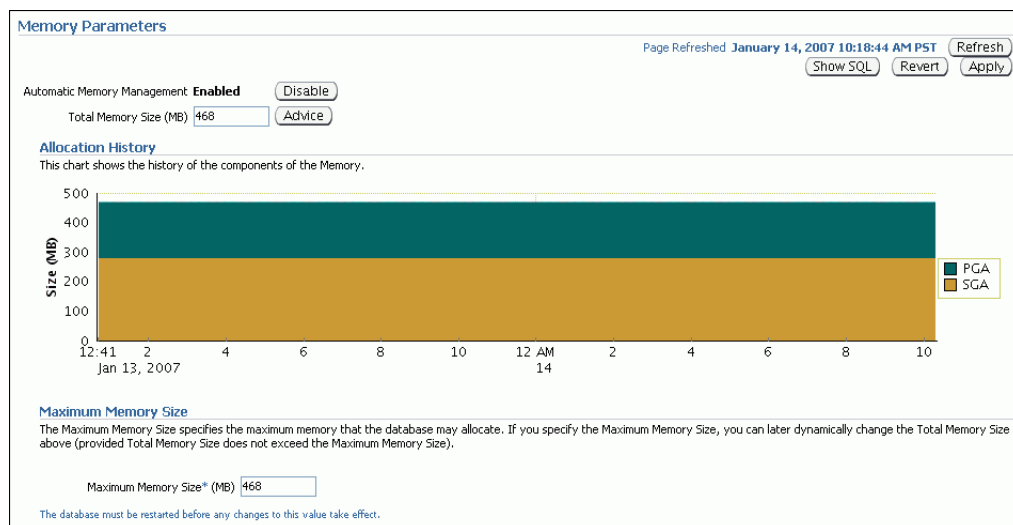 Memory Parameters
Page Refreshed January 14, 2007 10:18:44 AM PST Refresh
Show SQL Revert Apply
Automatic Memory Management Enabled Disable
Total Memory Size (MB) 468 Advice
Allocation History
This chart shows the history of the components of the Memory.
500
400
300
200
100
0
Size (MB)
12:41 2 4 6 8 10 12 AM 2 4 6 8 10
Jan 13, 2007 14
PGA
SGA
Maximum Memory Size
The Maximum Memory Size specifies the maximum memory that the database may allocate. If you specify the Maximum Memory Size, you can later dynamically change the Total Memory Size
above (provided Total Memory Size does not exceed the Maximum Memory Size).
Maximum Memory Size* (MB) 468
The database must be restarted before any changes to this value take effect.